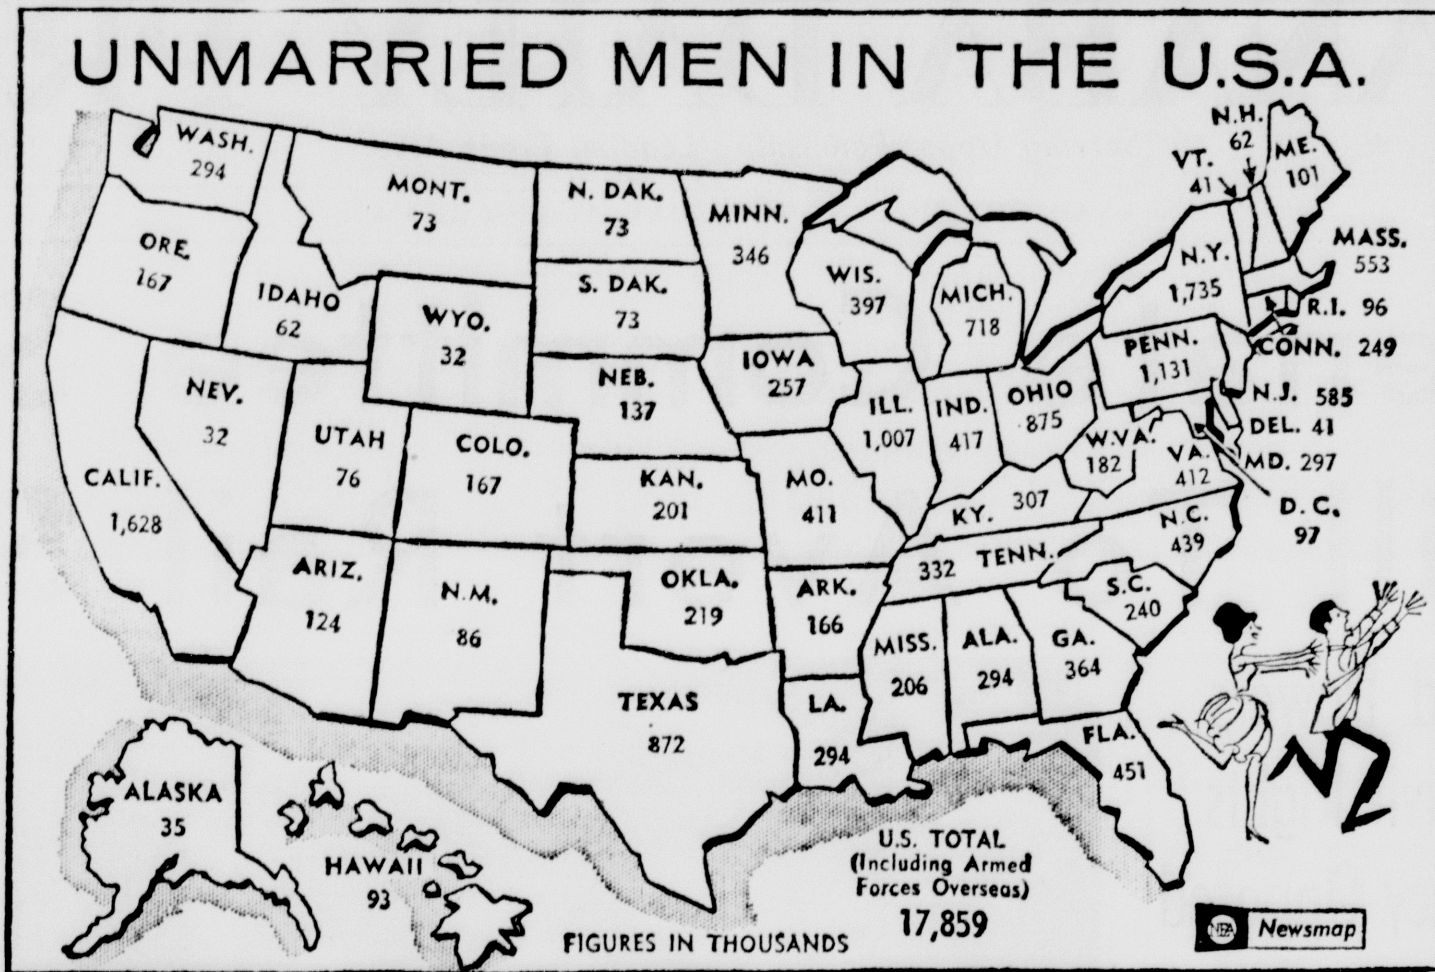 UNMARRIED MEN IN THE U.S.A.
WASH.
294
ORE.
167
CALIF.
1,628
IDAHO
62
NEV.
32
MONT.
73
WYO.
32
UTAH
76
COLO.
167
ARIZ.
124
N.M.
86
N. DAK.
73
S. DAK.
73
NEB.
137
KAN.
201
OKLA.
219
TEXAS
872
MINN.
346
IOWA
257
MO.
411
ARK.
166
LA.
294
WIS.
397
ILL.
1,007
MICH.
718
IND.
417
OHIO
875
KY. 307
332 TENN.
MISS.
206
ALA.
294
GA.
364
FLA.
451
S.C.
240
N.C.
439
VA.
412
W.VA.
182
PENN.
1,131
N.Y.
1,735
VT.
41
N.H.
62
ME.
101
MASS.
553
R.I. 96
CONN. 249
N.J. 585
DEL. 41
MD. 297
D.C.
97
ALASKA
35
HAWAII
93
U.S. TOTAL
(Including Armed
Forces Overseas)
17,859
FIGURES IN THOUSANDS
NEA Newsmap